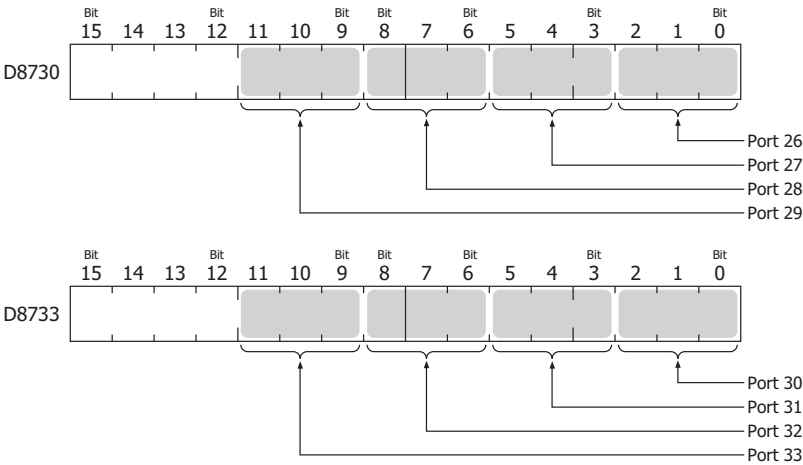 Bit Bit Bit Bit Bit Bit Bit
15 14 13 12 11 10 9 8 7 6 5 4 3 2 1 0
D8730
Port 26
Port 27
Port 28
Port 29
Bit Bit Bit Bit Bit Bit Bit
15 14 13 12 11 10 9 8 7 6 5 4 3 2 1 0
D8733
Port 30
Port 31
Port 32
Port 33